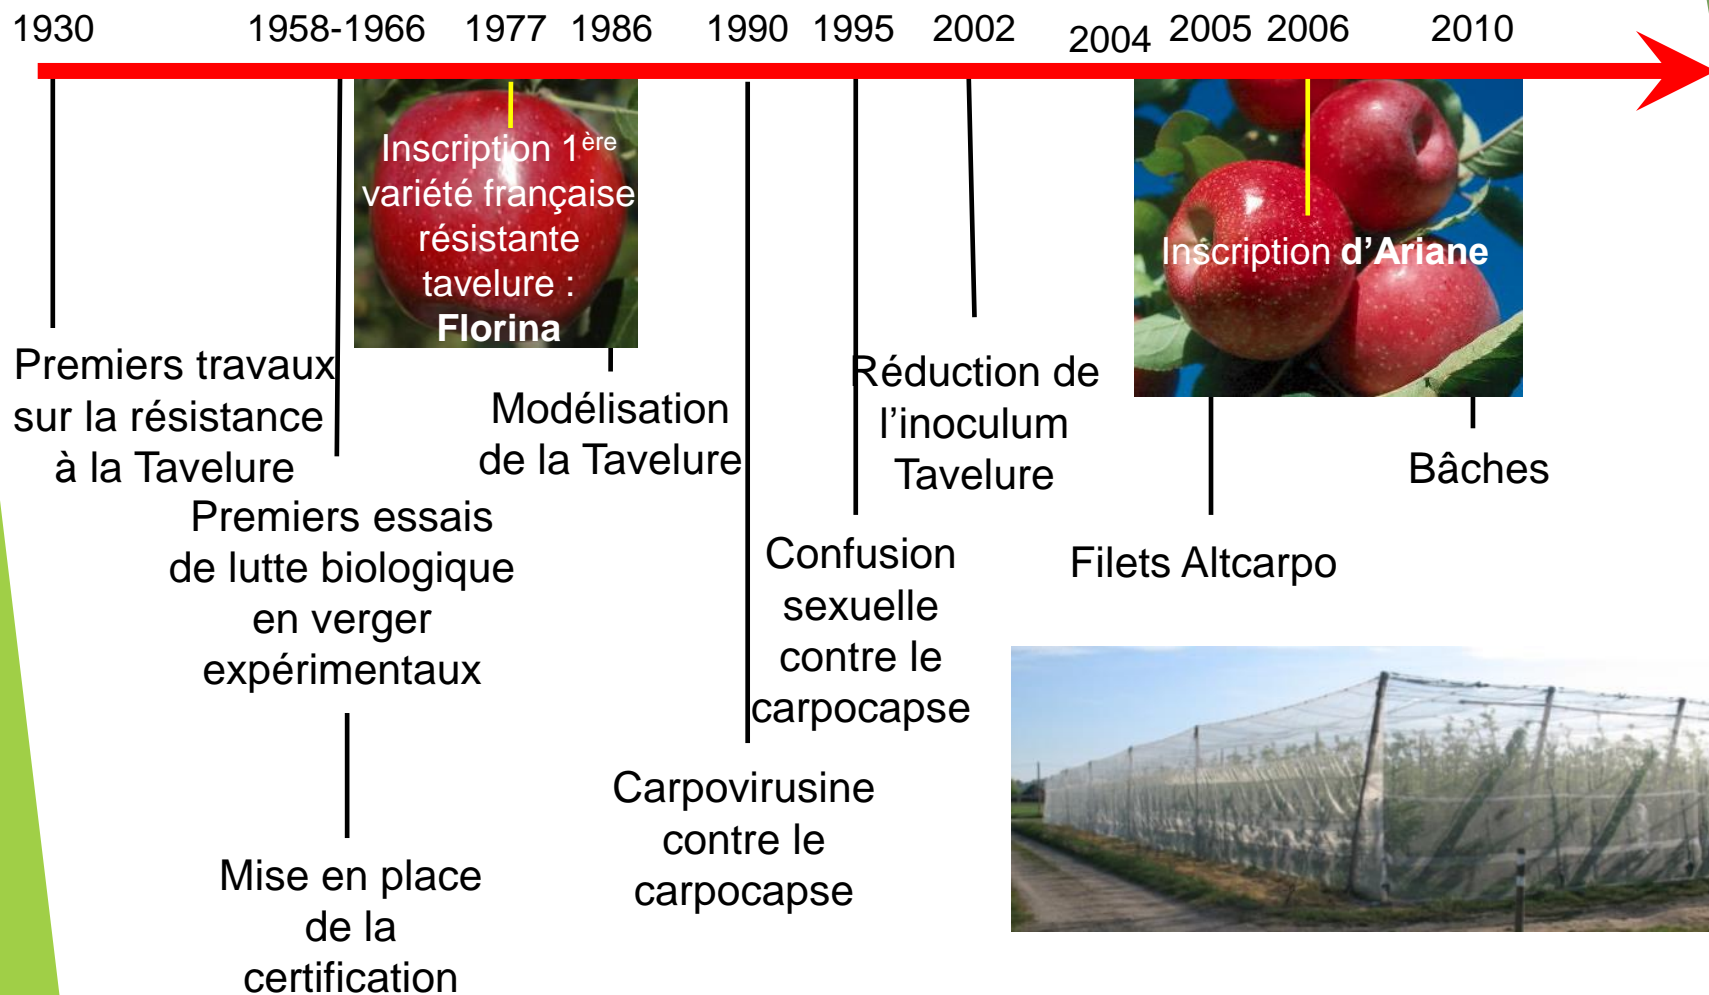 1930 1958-1966 1977 1986 1990 1995 2002 2004 2005 2006 2010
Inscription 1ère
variété française
résistante
tavelure :
Florina
Inscription d’Ariane
Premiers travaux
sur la résistance
à la Tavelure
Modélisation
de la Tavelure
Réduction de
l’inoculum
Tavelure
Bâches
Premiers essais
de lutte biologique
en verger
expérimentaux
Confusion
sexuelle
contre le
carpocapse
Filets Altcarpo
Carpovirusine
contre le
carpocapse
Mise en place
de la
certification